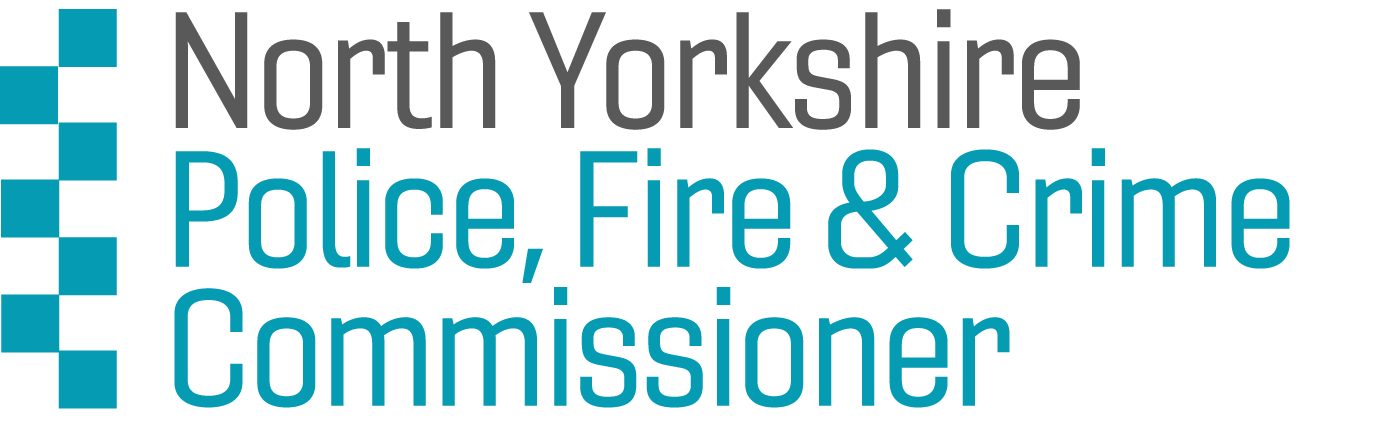 North Yorkshire
Police, Fire & Crime
Commissioner